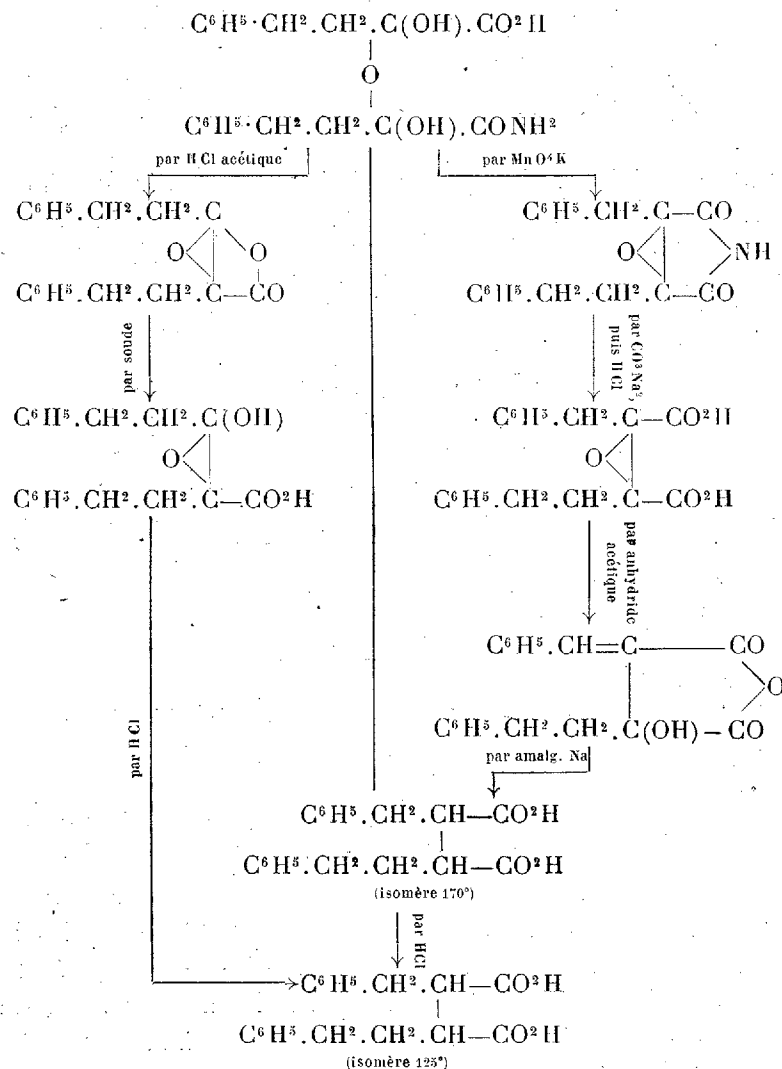 C⁶H⁵·CH².CH².C(OH).CO²H
O
C⁶H⁵·CH².CH².C(OH).CONH²
par HCl acétique
par MnO⁴K
C⁶H⁵.CH².CH².C
O O
C⁶H⁵.CH².CH².C—CO
C⁶H⁵.CH².C—CO
O NH
C⁶H⁵.CH².CH².C—CO
par soude
par CO³Na²,
puis HCl
C⁶H⁵.CH².CH².C(OH)
O
C⁶H⁵.CH².CH².C—CO²H
C⁶H⁵.CH².C—CO²H
O
C⁶H⁵.CH².CH².C—CO²H
par anhydride
acétique
C⁶H⁵.CH=C—CO
O
C⁶H⁵.CH².CH².C(OH)—CO
par amalg. Na
par HCl
C⁶H⁵.CH².CH—CO²H
C⁶H⁵.CH².CH².CH—CO²H
(isomère 170°)
par HCl
C⁶H⁵.CH².CH—CO²H
C⁶H⁵.CH².CH².CH—CO²H
(isomère 125°)